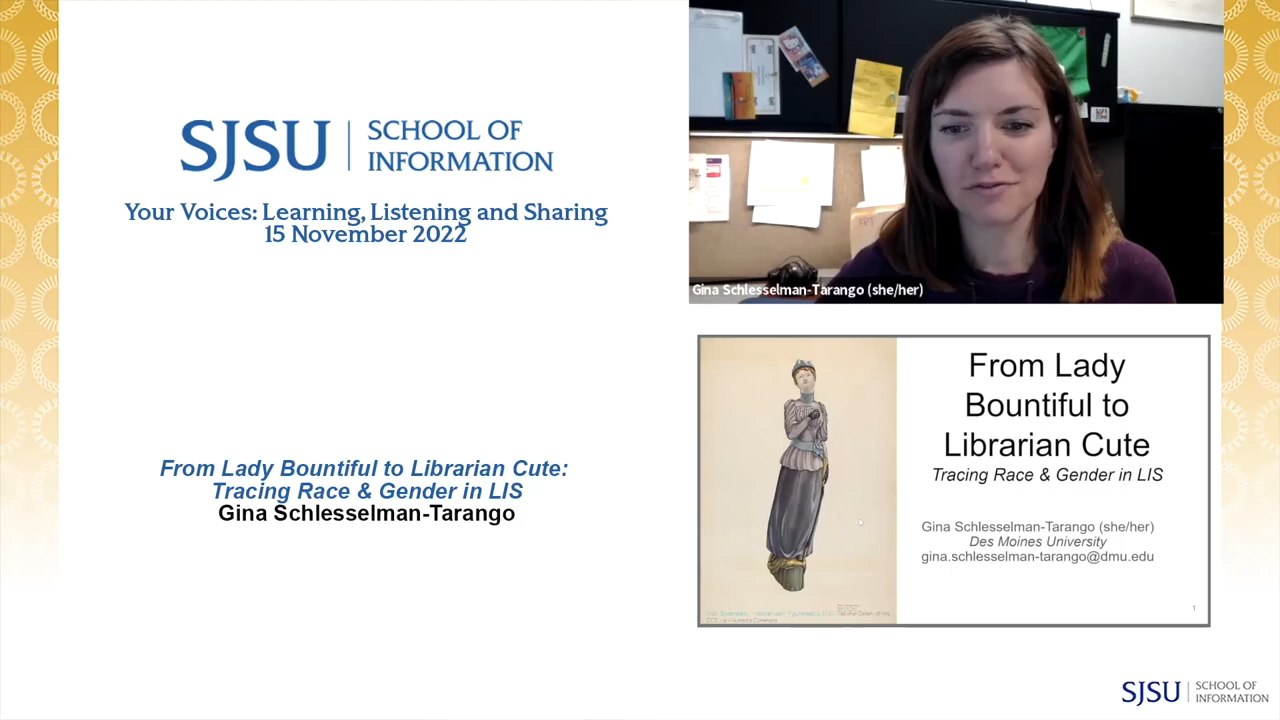 SJSU
SCHOOL OF
INFORMATION
Your Voices: Learning, Listening and Sharing
15 November 2022
From Lady Bountiful to Librarian Cute:
Tracing Race & Gender in LIS
Gina Schlesselman-Tarango
Gina Schlesselman-Tarango (she/her)
From Lady
Bountiful to
Librarian Cute
Tracing Race & Gender in LIS
Gina Schlesselman-Tarango (she/her)
Des Moines University
gina.schlesselman-tarango@dmu.edu
1
SJSU
SCHOOL OF
INFORMATION